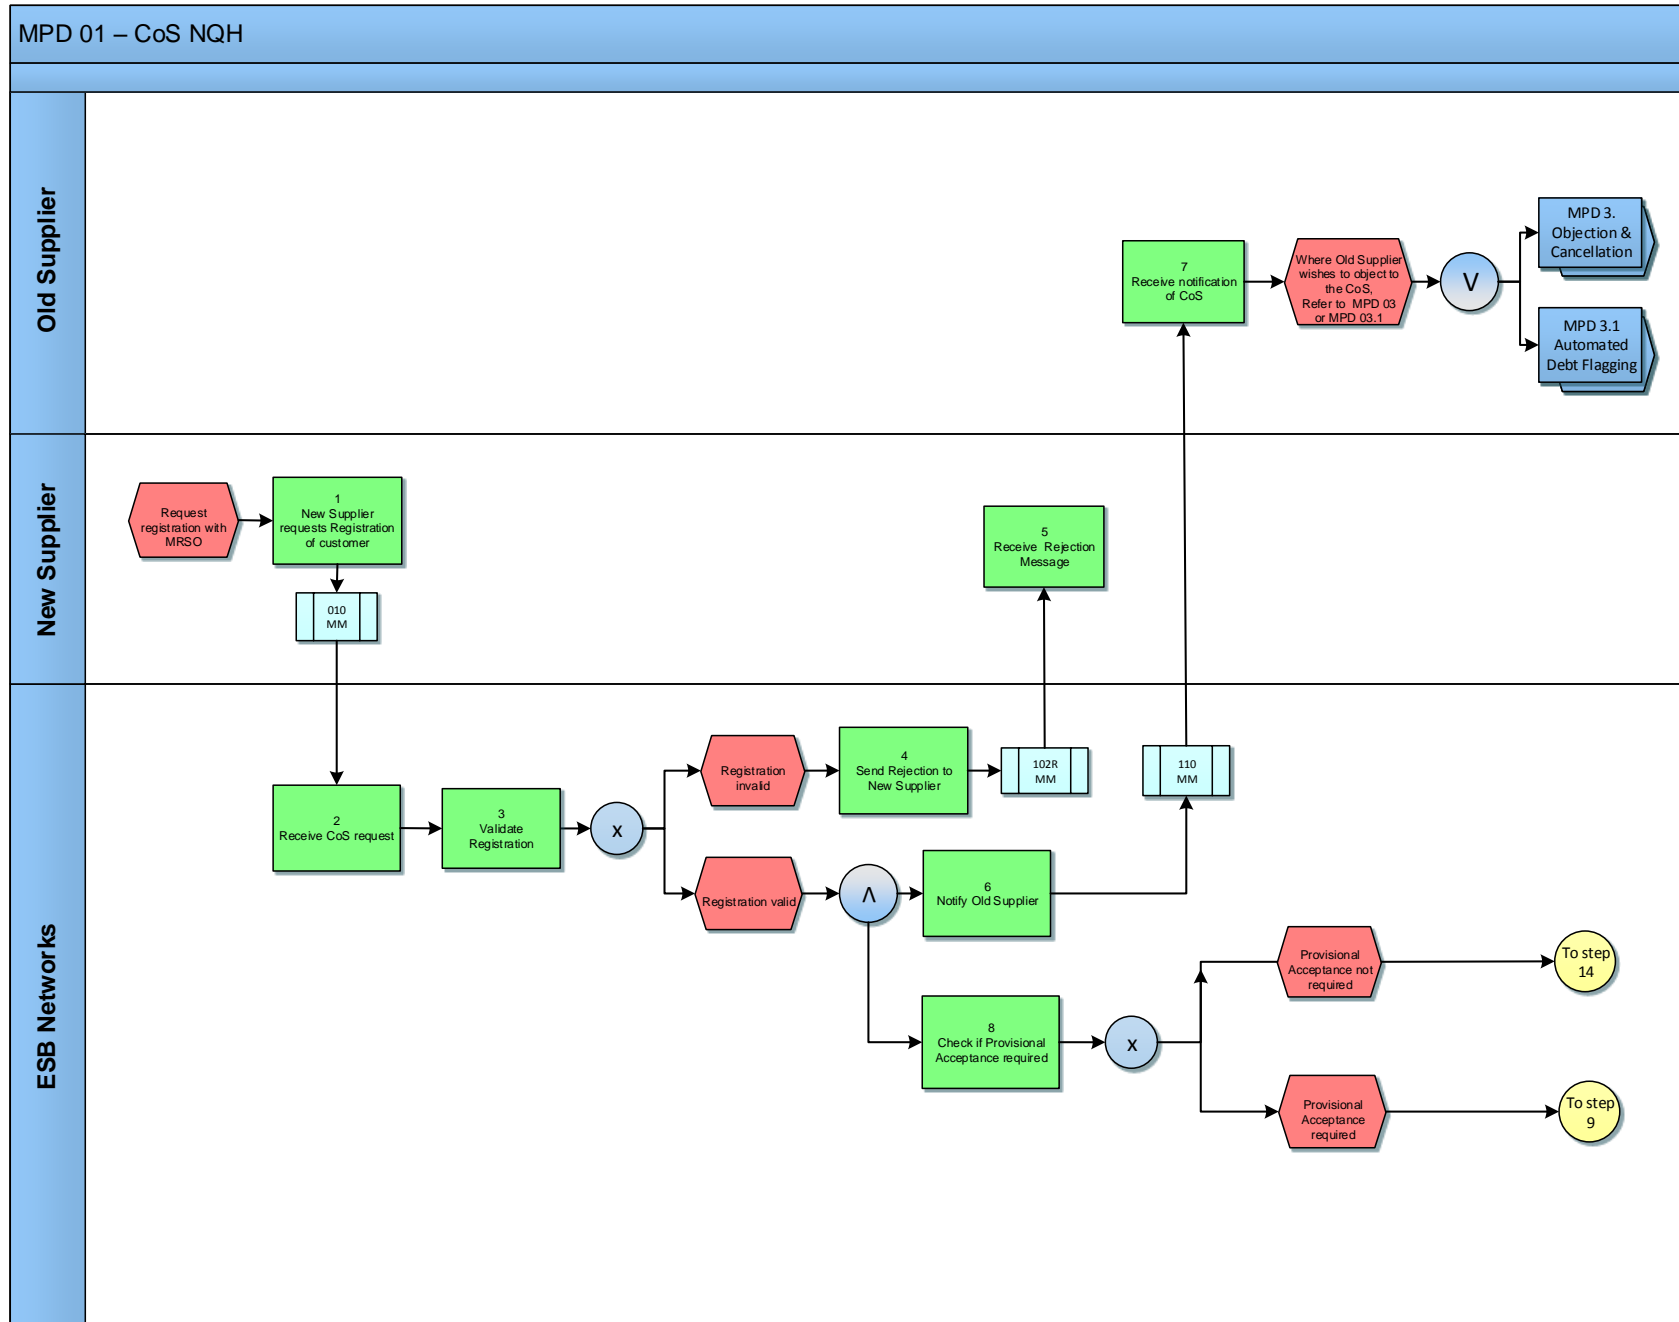 MPD 01 – CoS NQH
Old Supplier
7
Receive notification
of CoS
Where Old Supplier
wishes to object to
the CoS,
Refer to MPD 03
or MPD 03.1
V
MPD 3.
Objection &
Cancellation
MPD 3.1
Automated
Debt Flagging
New Supplier
Request
registration with
MRSO
1
New Supplier
requests Registration
of customer
010
MM
5
Receive Rejection
Message
ESB Networks
2
Receive CoS request
3
Validate
Registration
x
Registration
invalid
4
Send Rejection to
New Supplier
102R
MM
110
MM
Registration valid
Λ
6
Notify Old Supplier
8
Check if Provisional
Acceptance required
x
Provisional
Acceptance not
required
To step
14
Provisional
Acceptance
required
To step
9